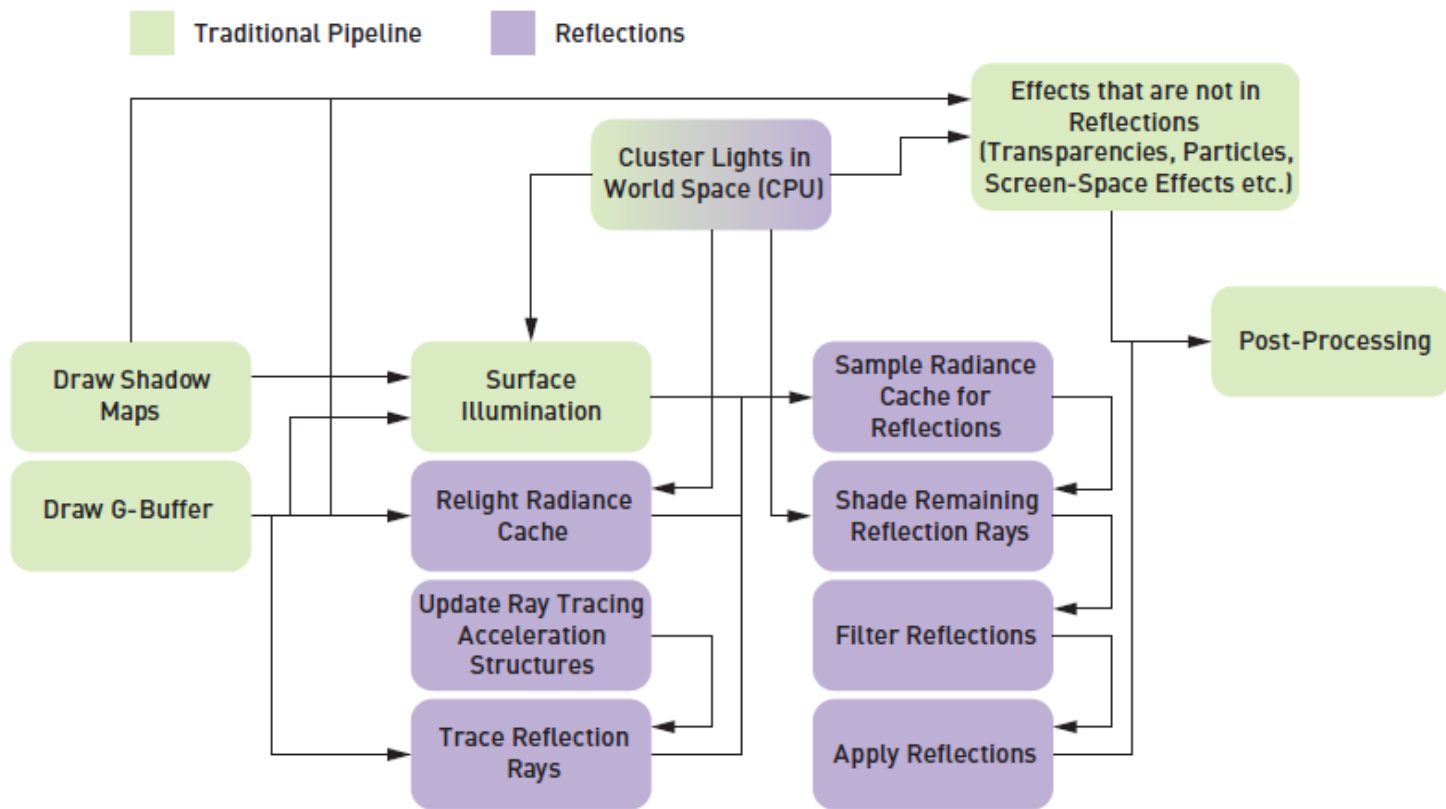 Traditional Pipeline
Reflections
Effects that are not in
Reflections
(Transparencies, Particles,
Screen-Space Effects etc.)
Cluster Lights in
World Space (CPU)
Post-Processing
Draw Shadow
Maps
Surface
Illumination
Sample Radiance
Cache for
Reflections
Draw G-Buffer
Relight Radiance
Cache
Shade Remaining
Reflection Rays
Update Ray Tracing
Acceleration
Structures
Filter Reflections
Trace Reflection
Rays
Apply Reflections